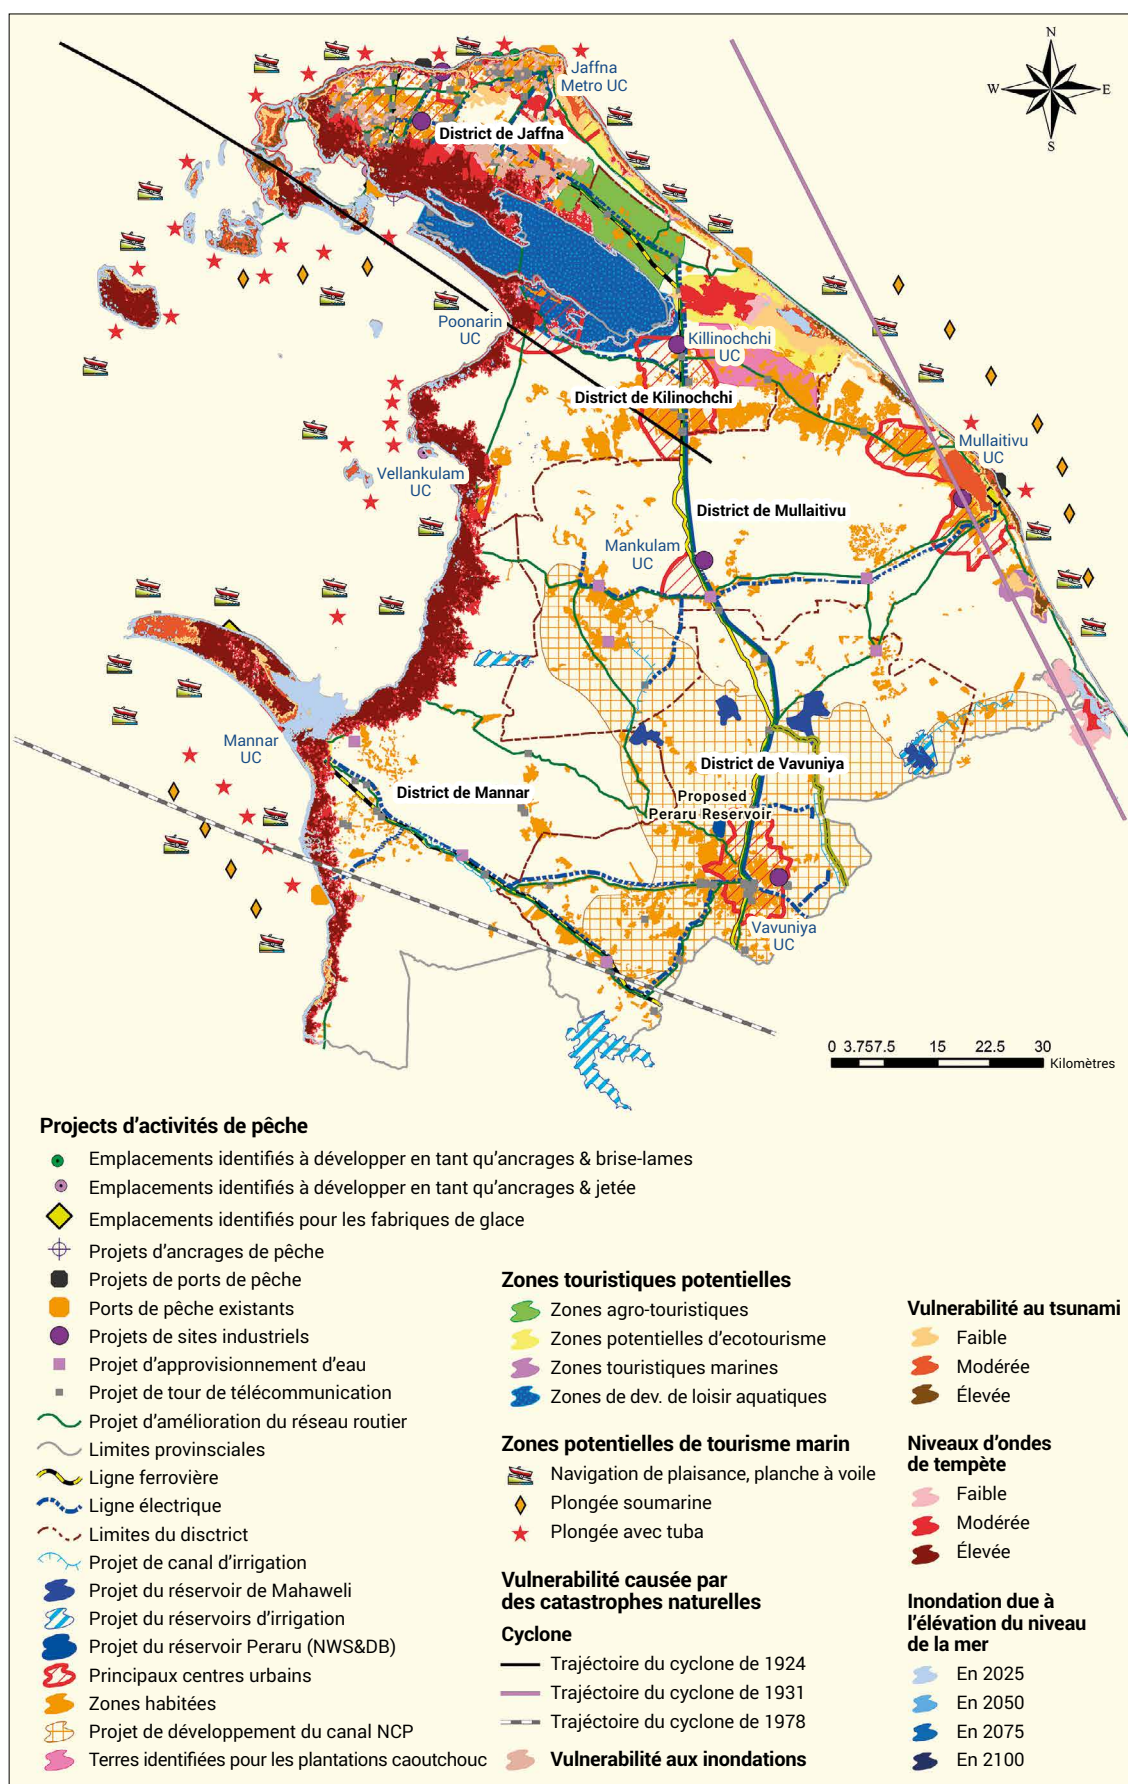 N
W
E
S
Jaffna
Metro UC
District de Jaffna
Poonarin
UC
Killinochchi
UC
District de Kilinochchi
Mullaitivu
UC
Vellankulam
UC
District de Mullaitivu
Mankulam
UC
Mannar
UC
District de Vavuniya
District de Mannar
Proposed
Peraru Reservoir
Vavuniya
UC
0 3.757.5 15 22.5 30
Kilomètres
Projects d'activités de pêche
Emplacements identifiés à développer en tant qu'ancrages & brise-lames
Emplacements identifiés à développer en tant qu'ancrages & jetée
Emplacements identifiés pour les fabriques de glace
Projets d'ancrages de pêche
Projets de ports de pêche
Ports de pêche existants
Projets de sites industriels
Projet d'approvisionnement d'eau
Projet de tour de télécommunication
Projet d'amélioration du réseau routier
Limites provinsciales
Ligne ferrovière
Ligne électrique
Limites du disctrict
Projet de canal d'irrigation
Projet du réservoir de Mahaweli
Projet du réservoirs d'irrigation
Projet du réservoir Peraru (NWS&DB)
Principaux centres urbains
Zones habitées
Projet de développement du canal NCP
Terres identifiées pour les plantations caoutchouc
Zones touristiques potentielles
Zones agro-touristiques
Zones potentielles d'ecotourisme
Zones touristiques marines
Zones de dev. de loisir aquatiques
Zones potentielles de tourisme marin
Navigation de plaisance, planche à voile
Plongée soumarine
Plongée avec tuba
Vulnerabilité causée par
des catastrophes naturelles
Cyclone
Trajéctoire du cyclone de 1924
Trajéctoire du cyclone de 1931
Trajéctoire du cyclone de 1978
Vulnerabilité aux inondations
Vulnerabilité au tsunami
Faible
Modérée
Élevée
Niveaux d'ondes
de tempète
Faible
Modérée
Élevée
Inondation due à
l'élévation du niveau
de la mer
En 2025
En 2050
En 2075
En 2100